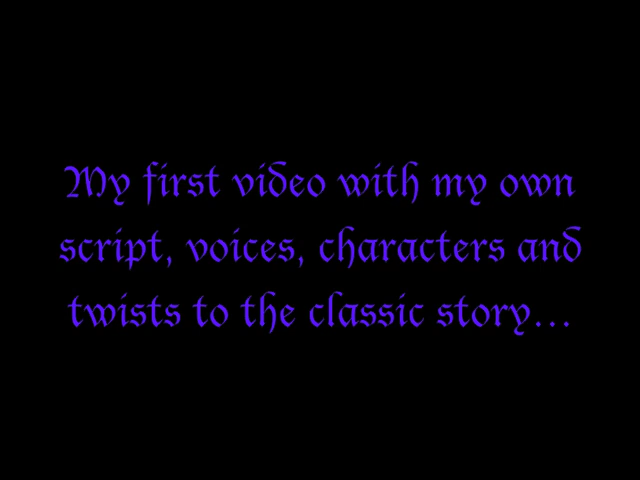 My first video with my own
script, voices, characters and
twists to the classic story...